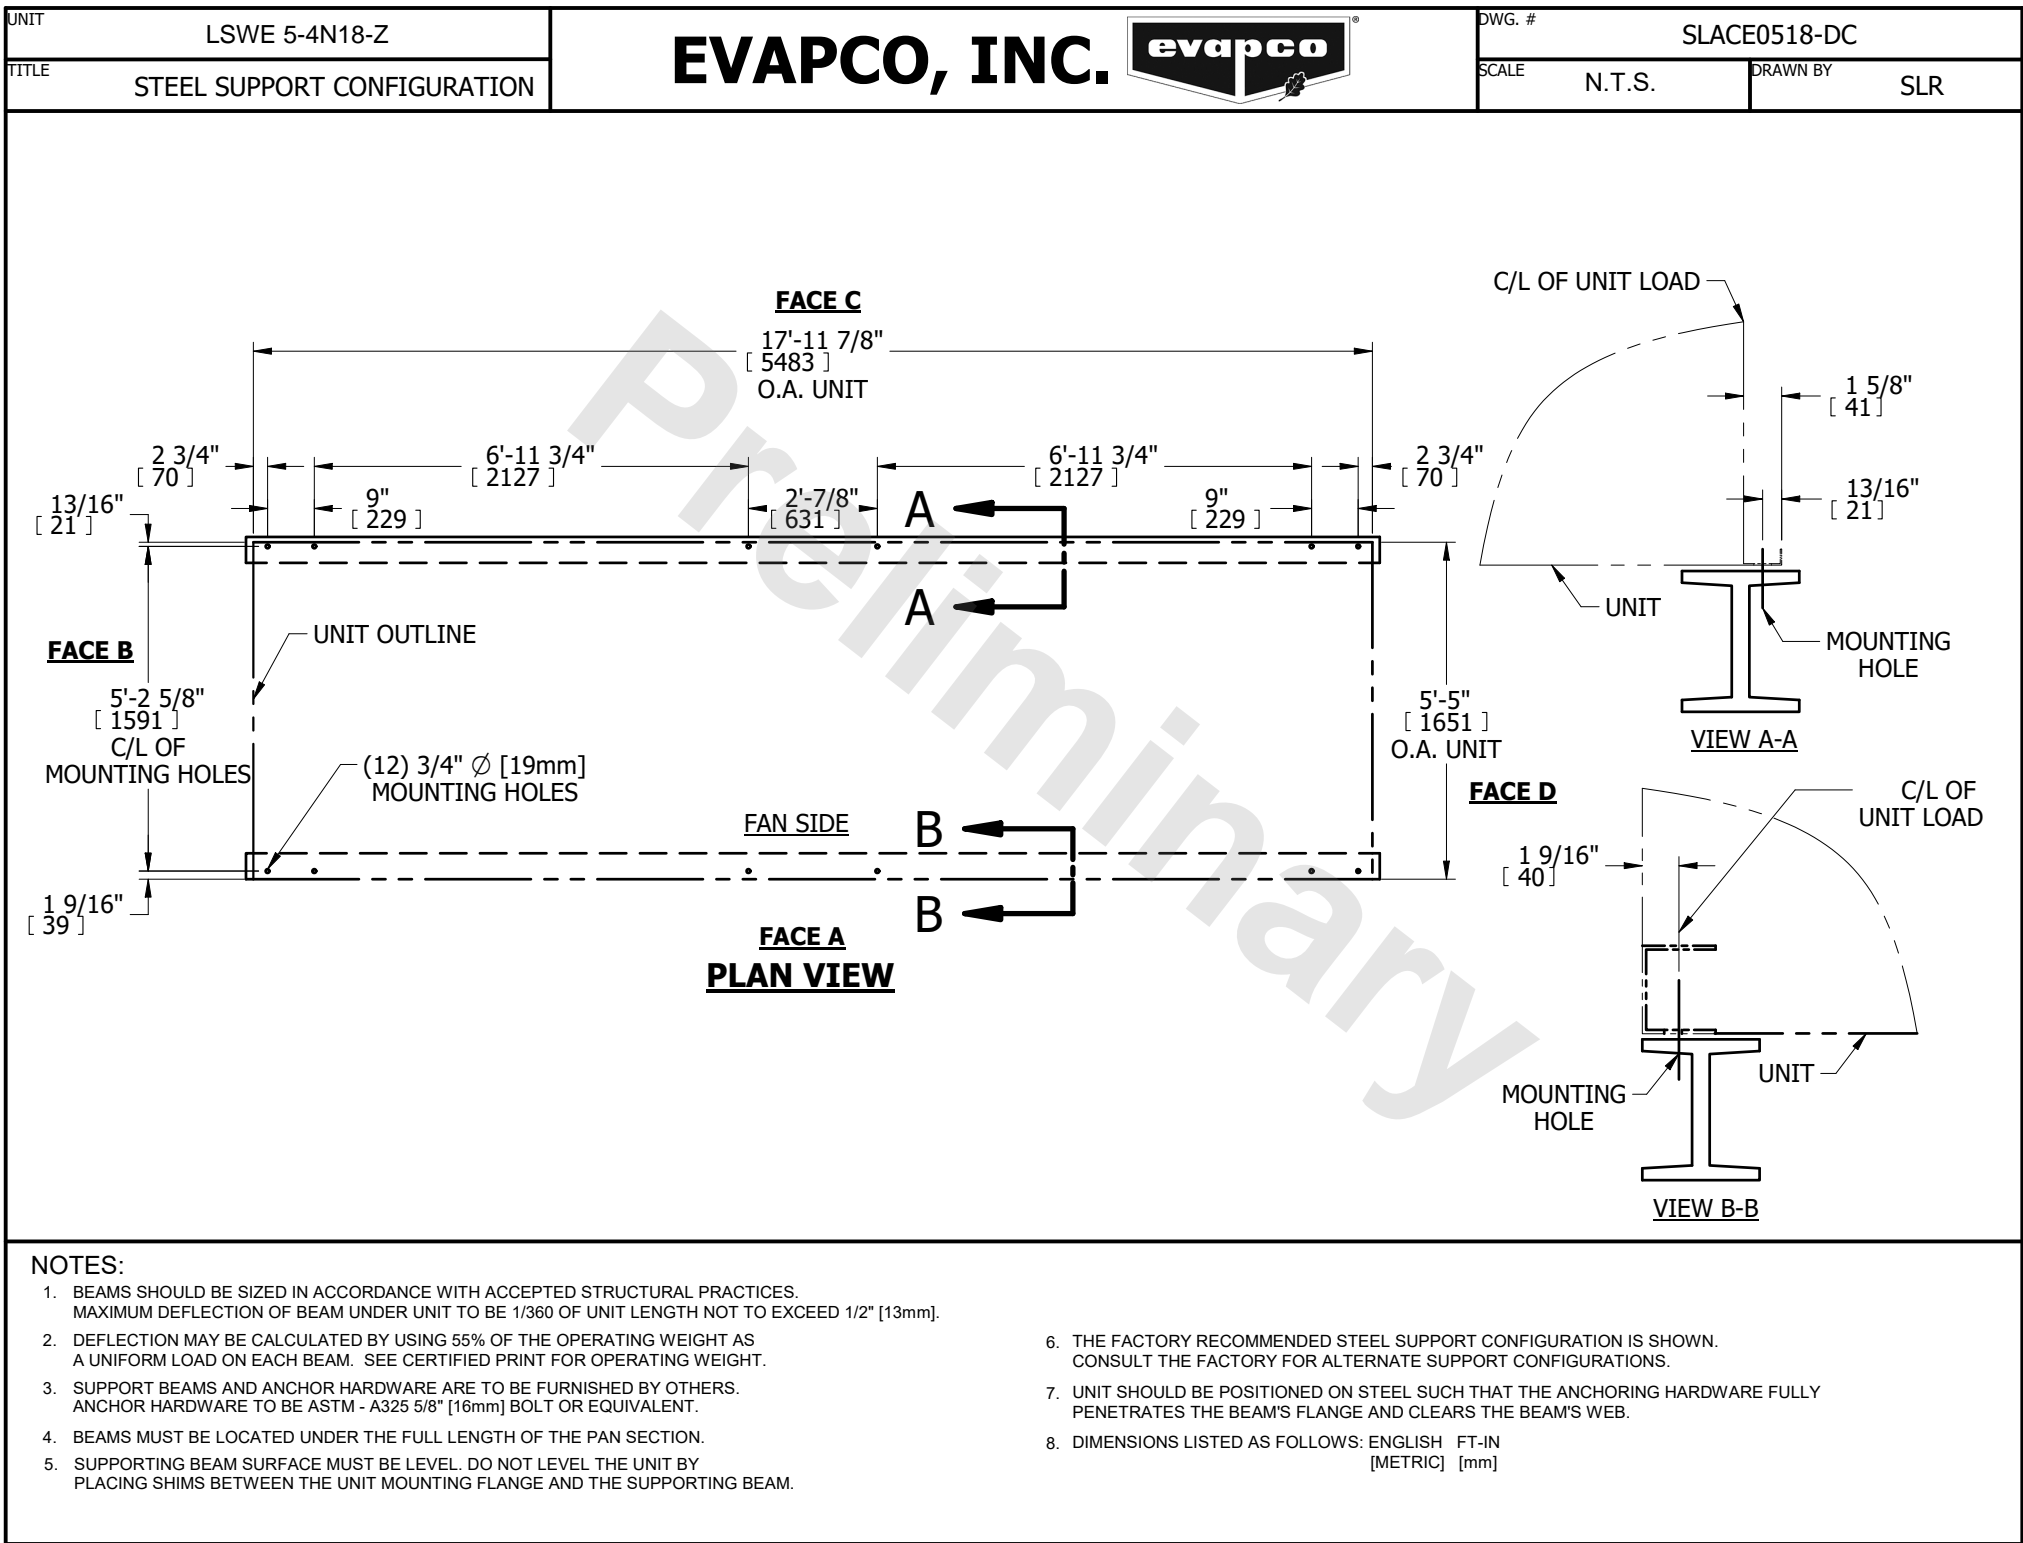 UNIT
LSWE 5-4N18-Z
TITLE
STEEL SUPPORT CONFIGURATION
EVAPCO, INC.
evapco
®
DWG. #
SLACE0518-DC
SCALE
N.T.S.
DRAWN BY
SLR
Preliminary
FACE C
17'-11 7/8"
[ 5483 ]
O.A. UNIT
2 3/4"
[ 70 ]
6'-11 3/4"
[ 2127 ]
6'-11 3/4"
[ 2127 ]
2 3/4"
[ 70 ]
13/16"
[ 21 ]
9"
[ 229 ]
2'-7/8"
[ 631 ]
9"
[ 229 ]
A
A
FACE B
UNIT OUTLINE
5'-2 5/8"
[ 1591 ]
C/L OF
MOUNTING HOLES
(12) 3/4" ∅ [19mm]
MOUNTING HOLES
5'-5"
[ 1651 ]
O.A. UNIT
FACE D
FAN SIDE
B
B
1 9/16"
[ 39 ]
FACE A
PLAN VIEW
C/L OF UNIT LOAD
1 5/8"
[ 41 ]
13/16"
[ 21 ]
UNIT
MOUNTING
HOLE
VIEW A-A
C/L OF
UNIT LOAD
1 9/16"
[ 40 ]
UNIT
MOUNTING
HOLE
VIEW B-B
NOTES:
1. BEAMS SHOULD BE SIZED IN ACCORDANCE WITH ACCEPTED STRUCTURAL PRACTICES.
MAXIMUM DEFLECTION OF BEAM UNDER UNIT TO BE 1/360 OF UNIT LENGTH NOT TO EXCEED 1/2" [13mm].
2. DEFLECTION MAY BE CALCULATED BY USING 55% OF THE OPERATING WEIGHT AS
A UNIFORM LOAD ON EACH BEAM. SEE CERTIFIED PRINT FOR OPERATING WEIGHT.
3. SUPPORT BEAMS AND ANCHOR HARDWARE ARE TO BE FURNISHED BY OTHERS.
ANCHOR HARDWARE TO BE ASTM - A325 5/8" [16mm] BOLT OR EQUIVALENT.
4. BEAMS MUST BE LOCATED UNDER THE FULL LENGTH OF THE PAN SECTION.
5. SUPPORTING BEAM SURFACE MUST BE LEVEL. DO NOT LEVEL THE UNIT BY
PLACING SHIMS BETWEEN THE UNIT MOUNTING FLANGE AND THE SUPPORTING BEAM.
6. THE FACTORY RECOMMENDED STEEL SUPPORT CONFIGURATION IS SHOWN.
CONSULT THE FACTORY FOR ALTERNATE SUPPORT CONFIGURATIONS.
7. UNIT SHOULD BE POSITIONED ON STEEL SUCH THAT THE ANCHORING HARDWARE FULLY
PENETRATES THE BEAM'S FLANGE AND CLEARS THE BEAM'S WEB.
8. DIMENSIONS LISTED AS FOLLOWS: ENGLISH FT-IN
[METRIC] [mm]